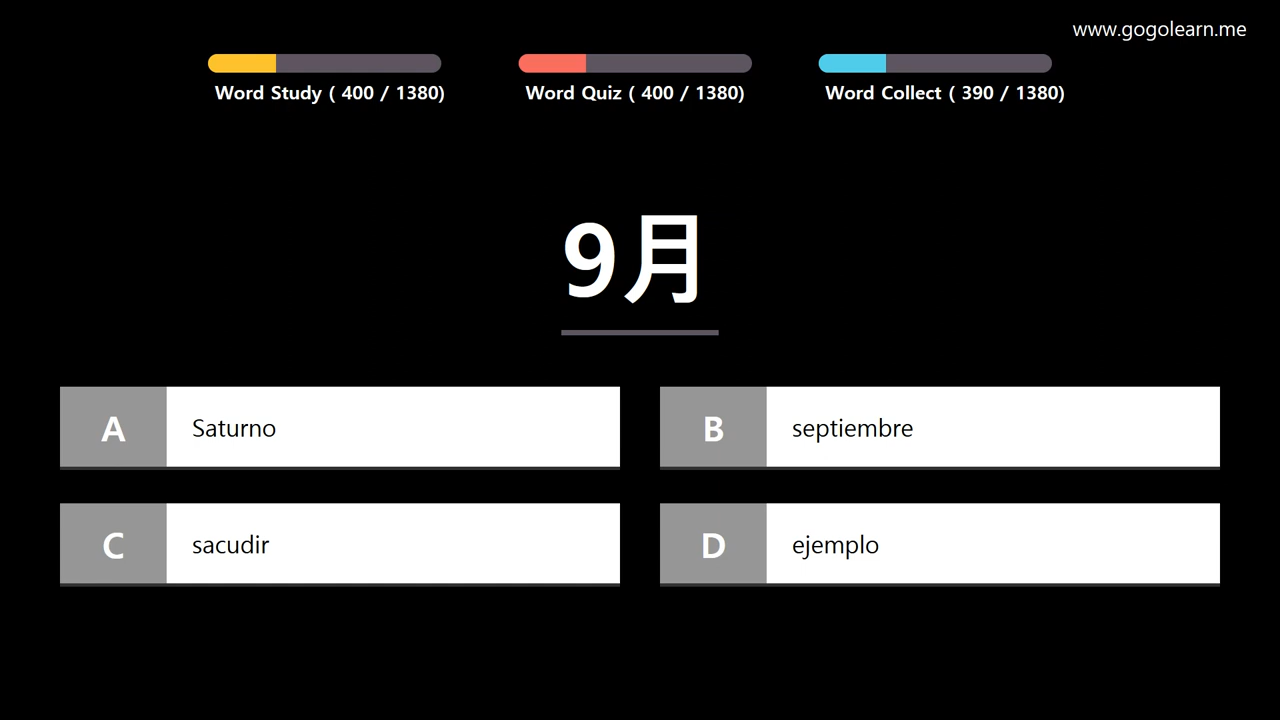 www.gogolearn.me
Word Study ( 400 / 1380)
Word Quiz ( 400 / 1380)
Word Collect ( 390 / 1380)
9月
A Saturno
B septiembre
C sacudir
D ejemplo